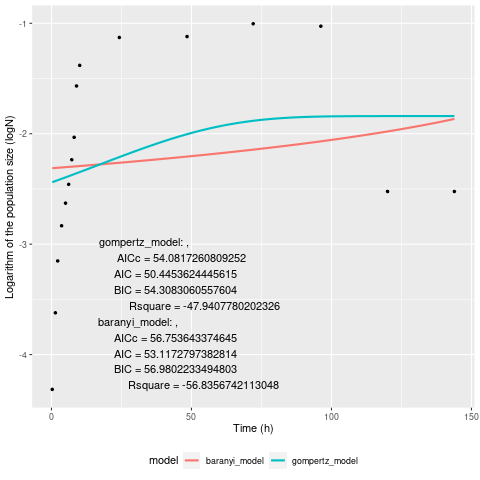 -1
-2
-3
-4
Logarithm of the population size (logN)
gompertz_model: ,
AICc = 54.0817260809252
AIC = 50.4453624445615
BIC = 54.3083060557604
Rsquare = -47.9407780202326
baranyi_model: ,
AICc = 56.753643374645
AIC = 53.1172797382814
BIC = 56.9802233494803
Rsquare = -56.8356742113048
0 50 100 150
Time (h)
model baranyi_model gompertz_model